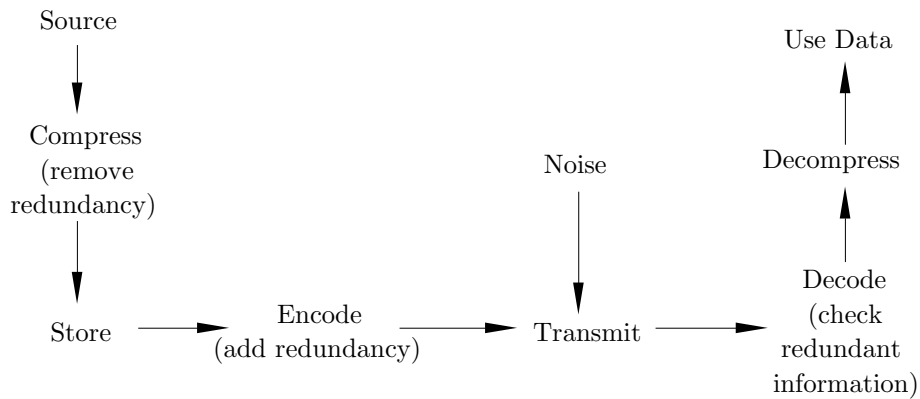 Source
Compress
(remove
redundancy)
Store
Encode
(add redundancy)
Noise
Transmit
Decode
(check
redundant
information)
Decompress
Use Data